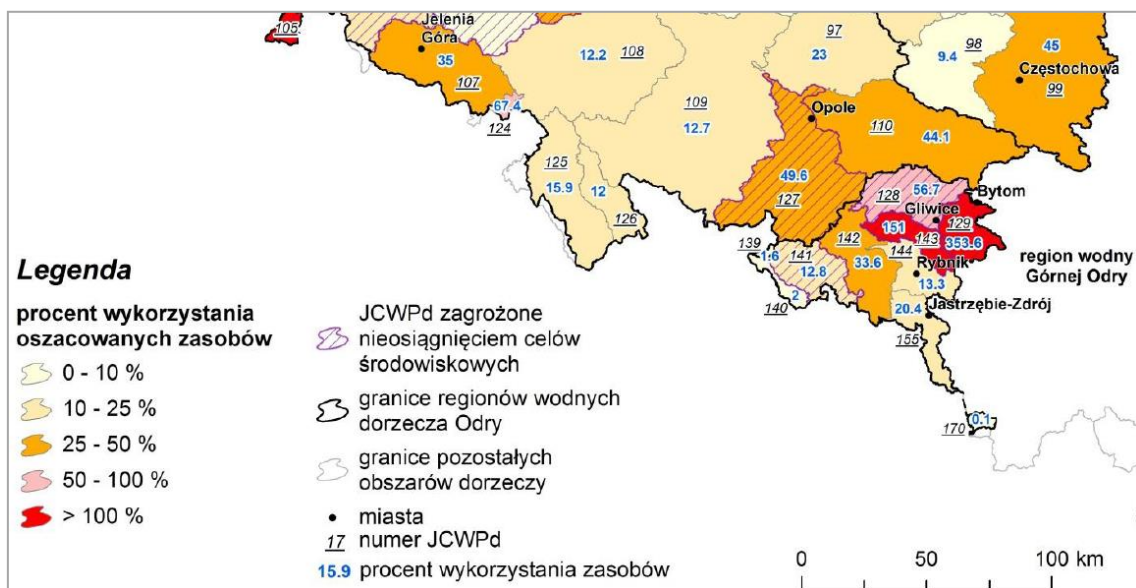 105
Jelenia
Góra
35
107
67.4
124
12.2
108
97
23
98
9.4
45
Częstochowa
99
109
12.7
Opole
110
44.1
125
15.9
12
126
49.6
127
128
56.7
Bytom
Gliwice
129
151
143
353.6
142
144
33.6
Rybnik
13.3
139
1.6
141
12.8
140
2
20.4
Jastrzębie-Zdrój
155
0.1
170
region wodny
Górnej Odry
Legenda
procent wykorzystania
oszacowanych zasobów
0 - 10 %
10 - 25 %
25 - 50 %
50 - 100 %
> 100 %
JCWPd zagrożone
nieosiągnięciem celów
środowiskowych
granice regionów wodnych
dorzecza Odry
granice pozostałych
obszarów dorzeczy
miasta
17 numer JCWPd
15.9 procent wykorzystania zasobów
0 50 100 km